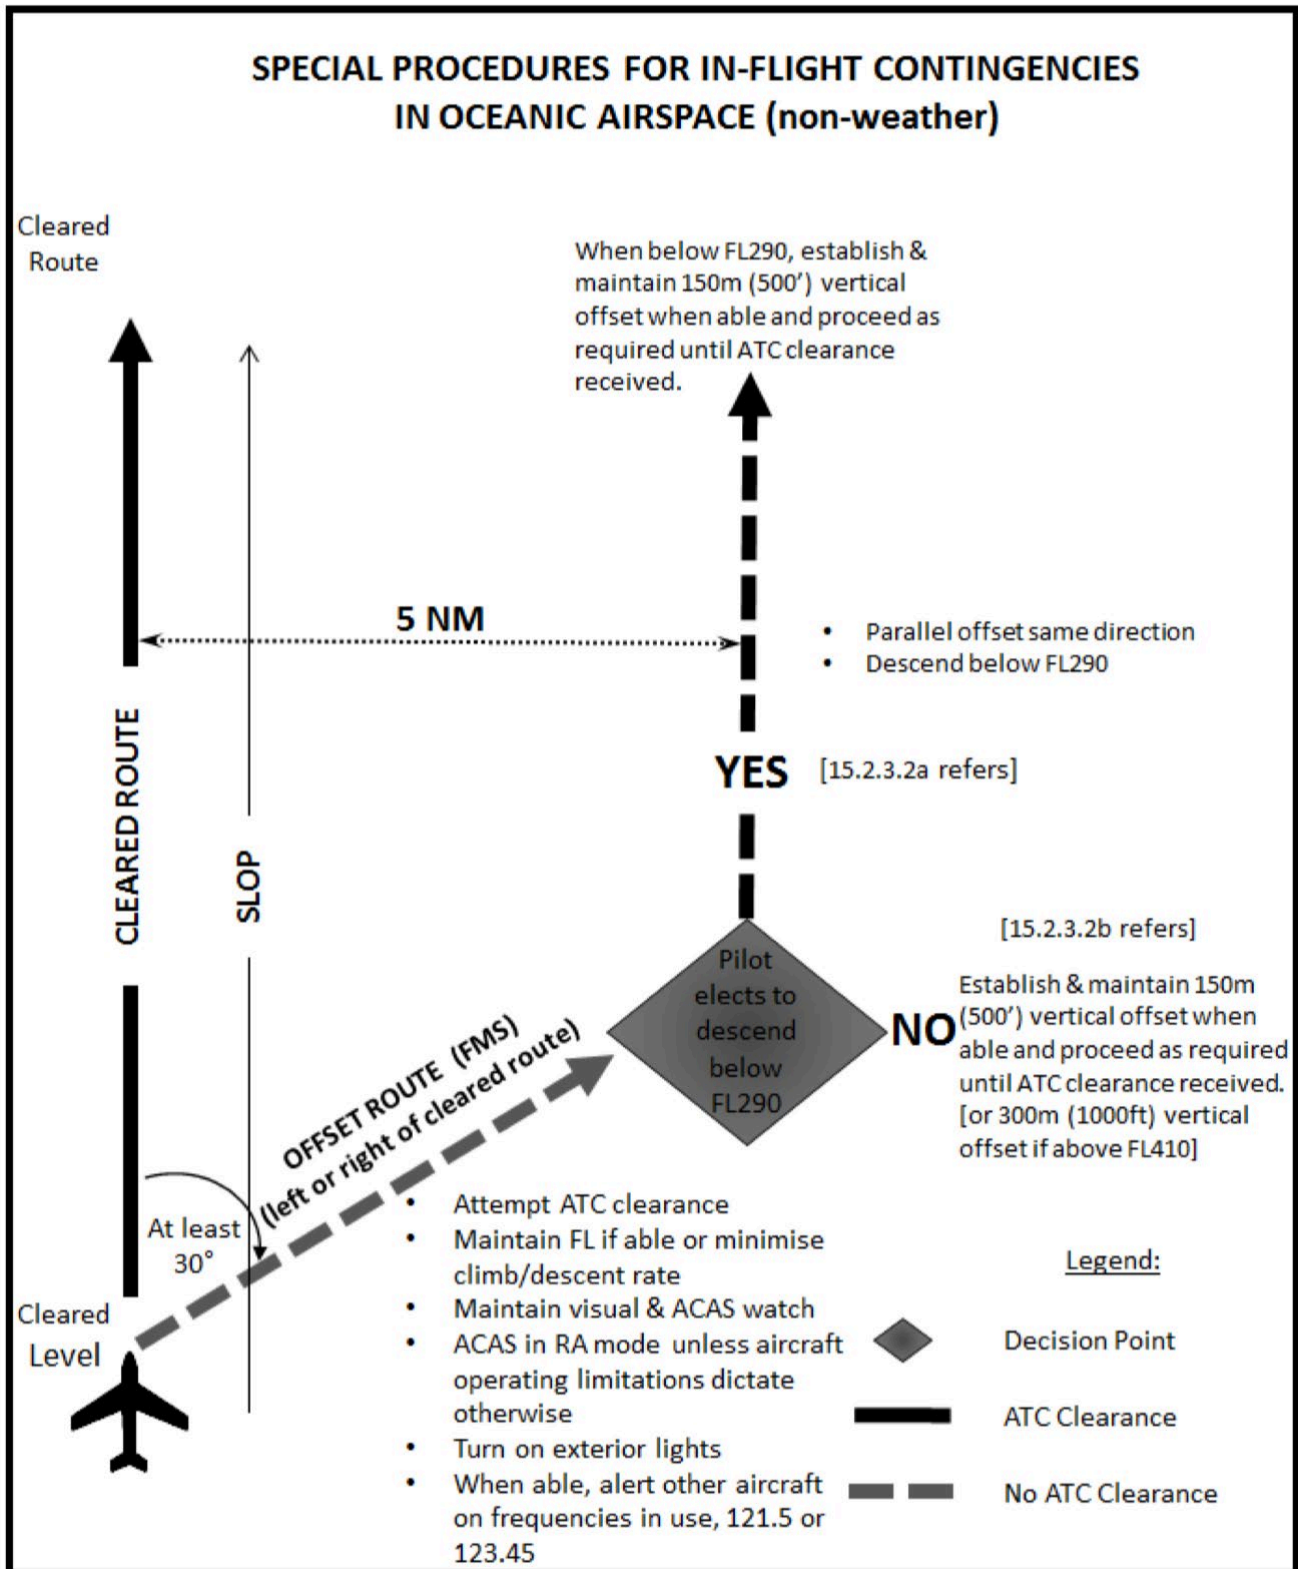 SPECIAL PROCEDURES FOR IN-FLIGHT CONTINGENCIES
IN OCEANIC AIRSPACE (non-weather)
Cleared
Route
When below FL290, establish &
maintain 150m (500’) vertical
offset when able and proceed as
required until ATC clearance
received.
5 NM
• Parallel offset same direction
• Descend below FL290
CLEARED ROUTE
SLOP
YES
[15.2.3.2a refers]
Pilot
elects to
descend
below
FL290
NO
[15.2.3.2b refers]
Establish & maintain 150m
(500’) vertical offset when
able and proceed as required
until ATC clearance received.
[or 300m (1000ft) vertical
offset if above FL410]
OFFSET ROUTE (FMS)
(left or right of cleared route)
At least
30°
Cleared
Level
• Attempt ATC clearance
• Maintain FL if able or minimise
climb/descent rate
• Maintain visual & ACAS watch
• ACAS in RA mode unless aircraft
operating limitations dictate
otherwise
• Turn on exterior lights
• When able, alert other aircraft
on frequencies in use, 121.5 or
123.45
Legend:
Decision Point
ATC Clearance
No ATC Clearance